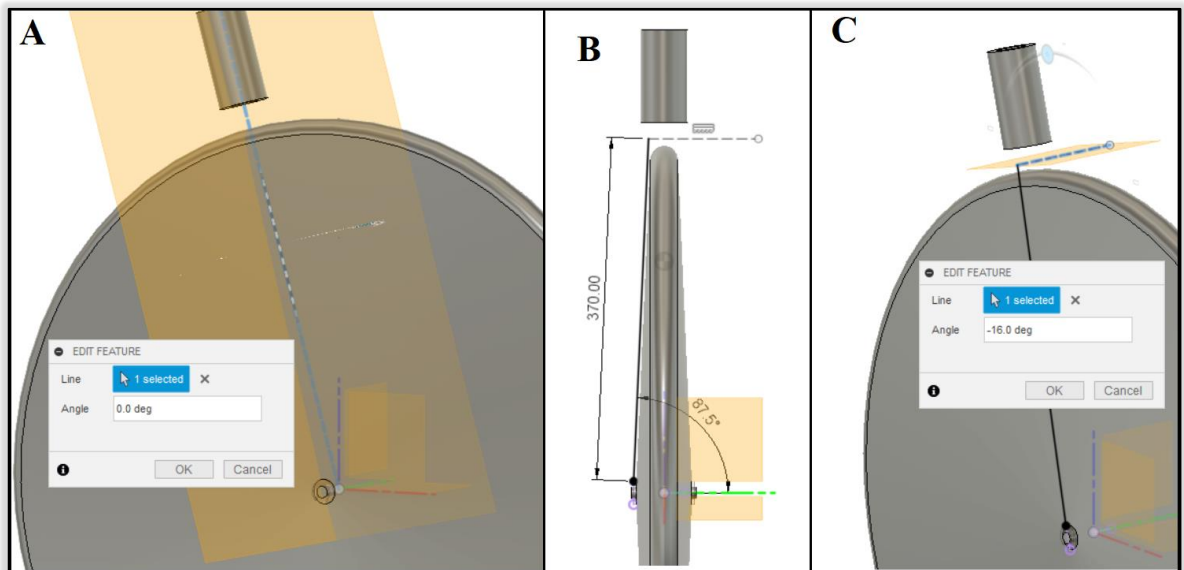 A
EDIT FEATURE
Line 1 selected
Angle 0.0 deg
OK Cancel
B
370.00
87.5°
C
EDIT FEATURE
Line 1 selected
Angle -16.0 deg
OK Cancel